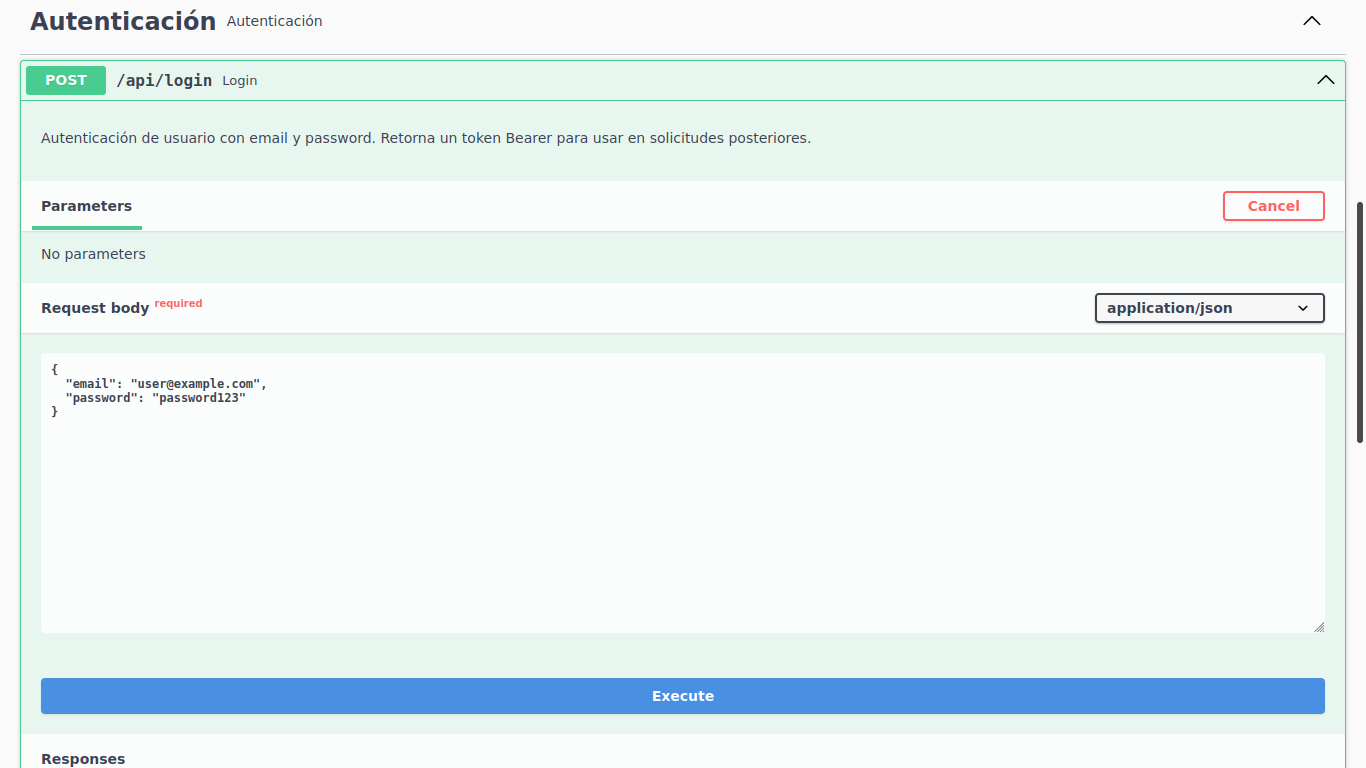 Autenticación Autenticación
POST /api/login Login
Autenticación de usuario con email y password. Retorna un token Bearer para usar en solicitudes posteriores.
Parameters Cancel
No parameters
Request body required application/json
{
  "email": "user@example.com",
  "password": "password123"
}
Execute
Responses